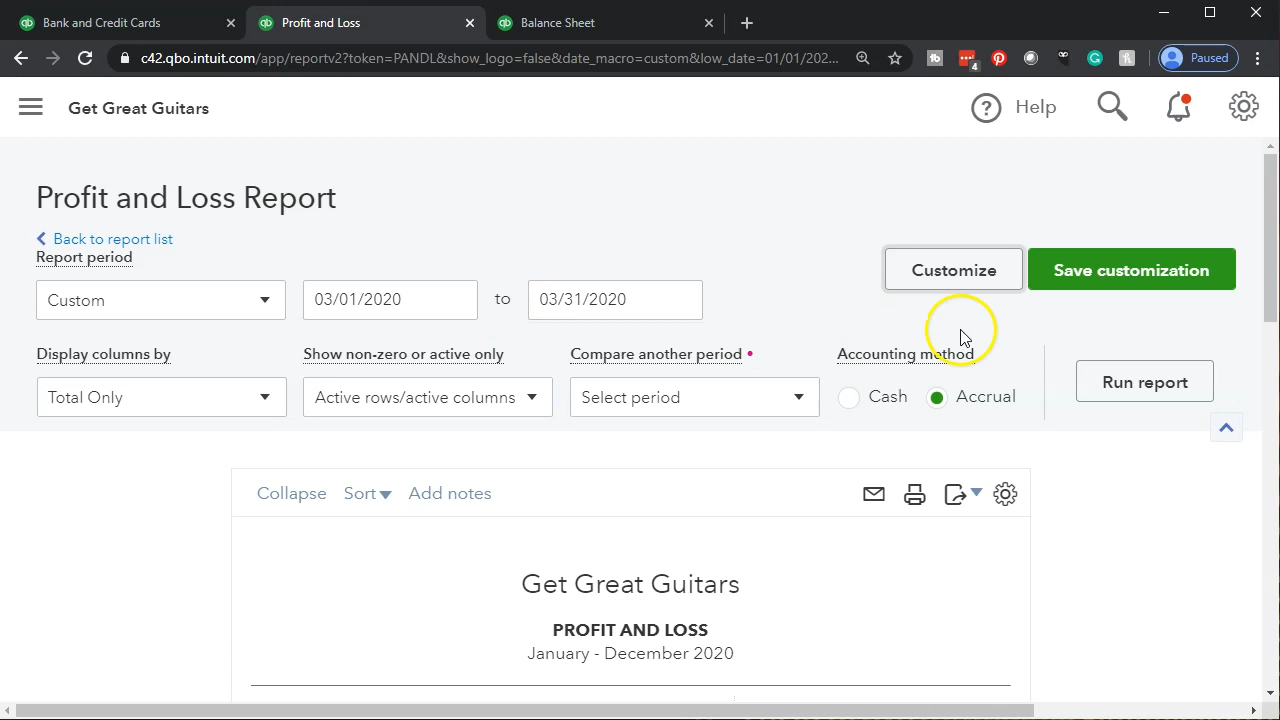 Bank and Credit Cards
Profit and Loss
Balance Sheet
c42.qbo.intuit.com/app/reportv2?token=PANDL&show_logo=false&date_macro=custom&low_date=01/01/202...
4
Paused
Get Great Guitars
Help
Profit and Loss Report
Back to report list
Report period
Customize
Save customization
Custom
03/01/2020
to
03/31/2020
Display columns by
Show non-zero or active only
Compare another period
Accounting method
Total Only
Active rows/active columns
Select period
Cash
Accrual
Run report
Collapse
Sort
Add notes
Get Great Guitars
PROFIT AND LOSS
January - December 2020